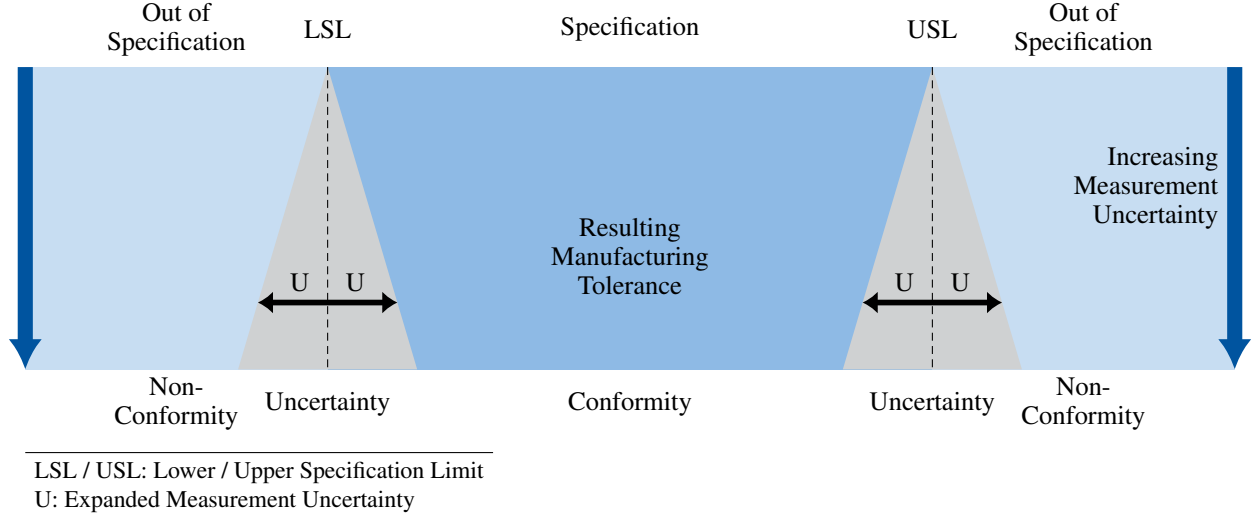 Out of
Specification
LSL
Specification
USL
Out of
Specification
Increasing
Measurement
Uncertainty
Resulting
Manufacturing
Tolerance
U
U
U
U
Non-
Conformity
Uncertainty
Conformity
Uncertainty
Non-
Conformity
LSL / USL: Lower / Upper Specification Limit
U: Expanded Measurement Uncertainty